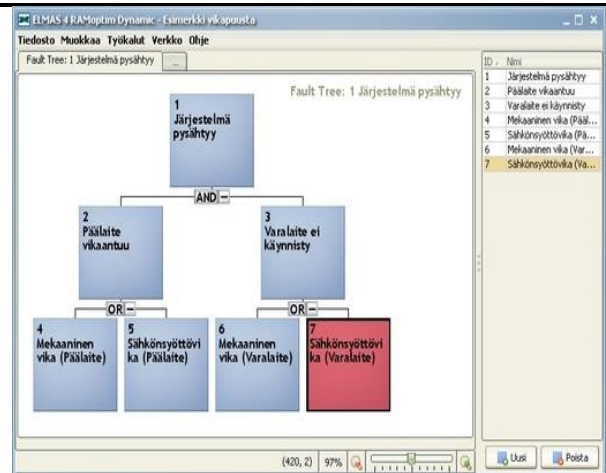 ELMAS 4 RAMoptim Dynamic - Esimerkki vikapuusta
Tiedosto Muokkaa Työkalut Verkko Ohje
Fault Tree: 1 Järjestelmä pysähtyy
...
Fault Tree: 1 Järjestelmä pysähtyy
1
Järjestelmä
pysähtyy
AND
2
Päälaite
vikaantuu
3
Varalaite ei
käynnisty
OR
OR
4
Mekaaninen
vika (Päälaite)
5
Sähkönsyöttövi
ka (Päälaite)
6
Mekaaninen
vika (Varalaite)
7
Sähkönsyöttövi
ka (Varalaite)
(420, 2) 97%
ID Nimi
1 Järjestelmä pysähtyy
2 Päälaite vikaantuu
3 Varalaite ei käynnisty
4 Mekaaninen vika (Pääl...
5 Sähkönsyöttövika (Pä...
6 Mekaaninen vika (Var...
7 Sähkönsyöttövika (Va...
Uusi Poista